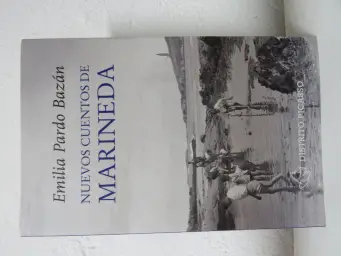 Emilia Pardo Bazán
NUEVOS CUENTOS DE
MARINEDA
DISTRITO PICASSO